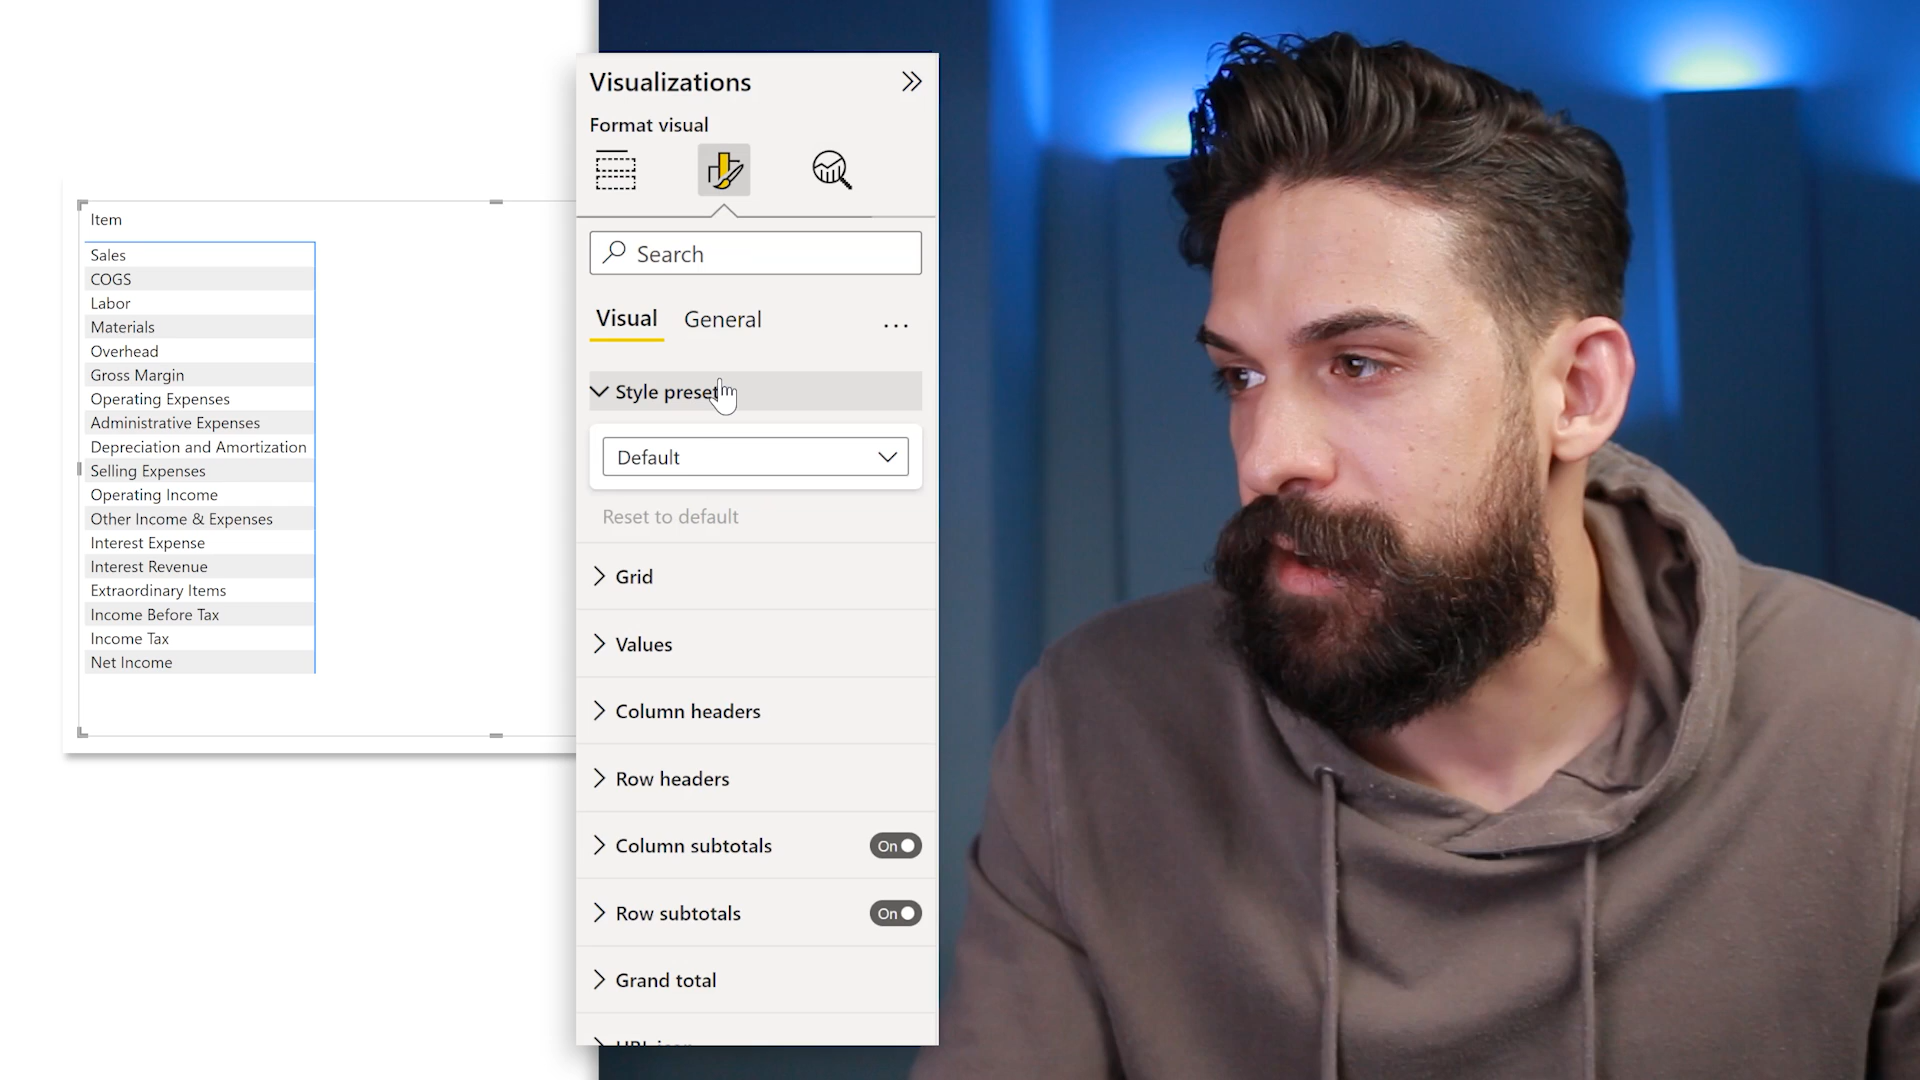 Item
Sales
COGS
Labor
Materials
Overhead
Gross Margin
Operating Expenses
Administrative Expenses
Depreciation and Amortization
Selling Expenses
Operating Income
Other Income & Expenses
Interest Expense
Interest Revenue
Extraordinary Items
Income Before Tax
Income Tax
Net Income
Visualizations
Format visual
Search
Visual General
Style preset
Default
Reset to default
Grid
Values
Column headers
Row headers
Column subtotals On
Row subtotals On
Grand total